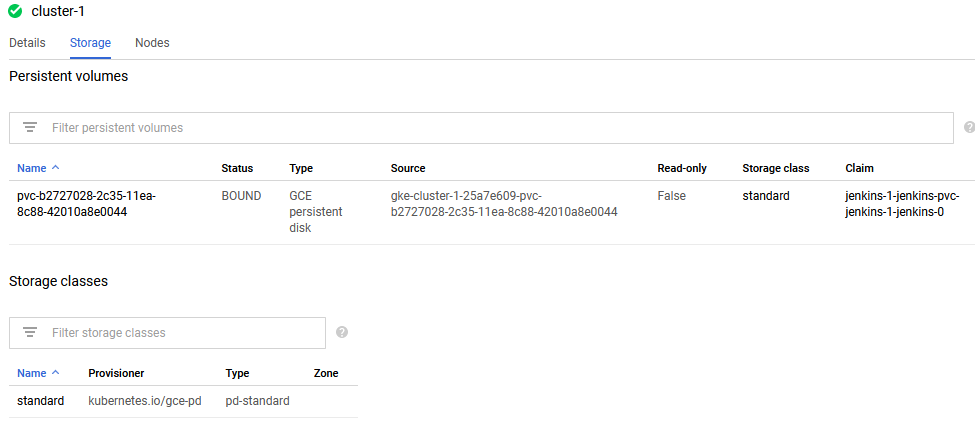 cluster-1
Details Storage Nodes
Persistent volumes
Filter persistent volumes
Name Status Type Source Read-only Storage class Claim
pvc-b2727028-2c35-11ea- BOUND GCE gke-cluster-1-25a7e609-pvc- False standard jenkins-1-jenkins-pvc-
8c88-42010a8e0044 persistent b2727028-2c35-11ea-8c88-42010a8e0044 jenkins-1-jenkins-0
disk
Storage classes
Filter storage classes
Name Provisioner Type Zone
standard kubernetes.io/gce-pd pd-standard